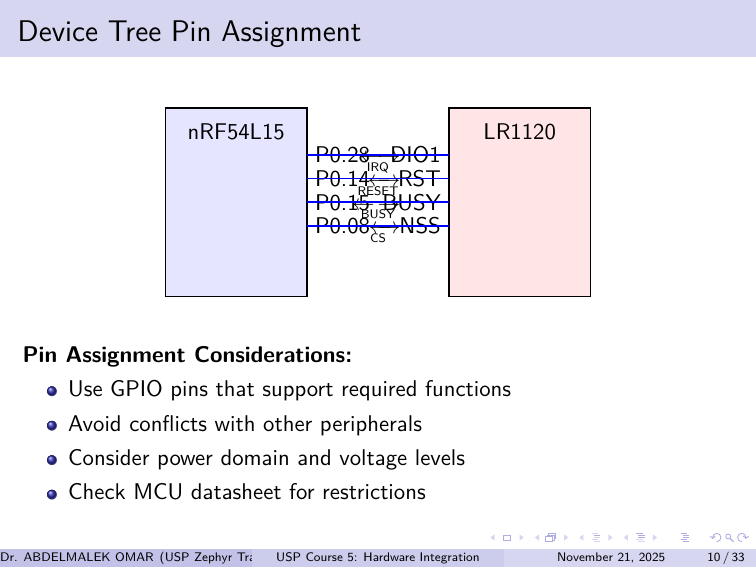 Device Tree Pin Assignment
nRF54L15
LR1120
P0.28 DIO1
IRQ
P0.14 RST
RESET
P0.15 BUSY
BUSY
P0.08 NSS
CS
Pin Assignment Considerations:
Use GPIO pins that support required functions
Avoid conflicts with other peripherals
Consider power domain and voltage levels
Check MCU datasheet for restrictions
Dr. ABDELMALEK OMAR (USP Zephyr Tra USP Course 5: Hardware Integration November 21, 2025 10 / 33